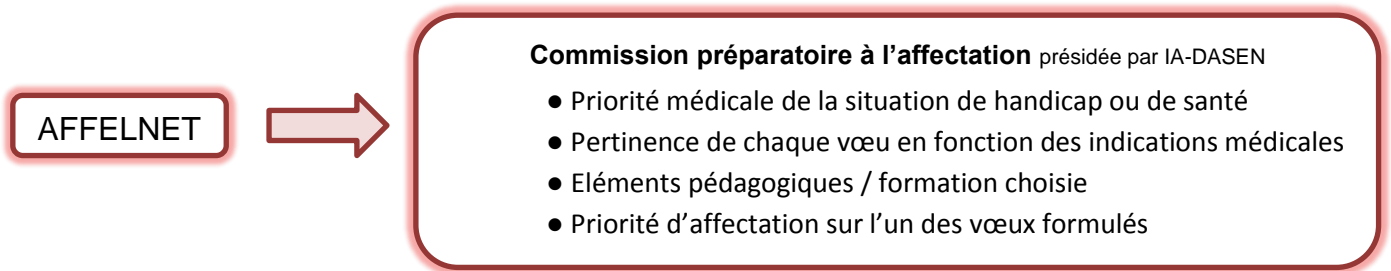 Commission préparatoire à l’affectation présidée par IA-DASEN
● Priorité médicale de la situation de handicap ou de santé
AFFELNET
● Pertinence de chaque vœu en fonction des indications médicales
● Eléments pédagogiques / formation choisie
● Priorité d’affectation sur l’un des vœux formulés